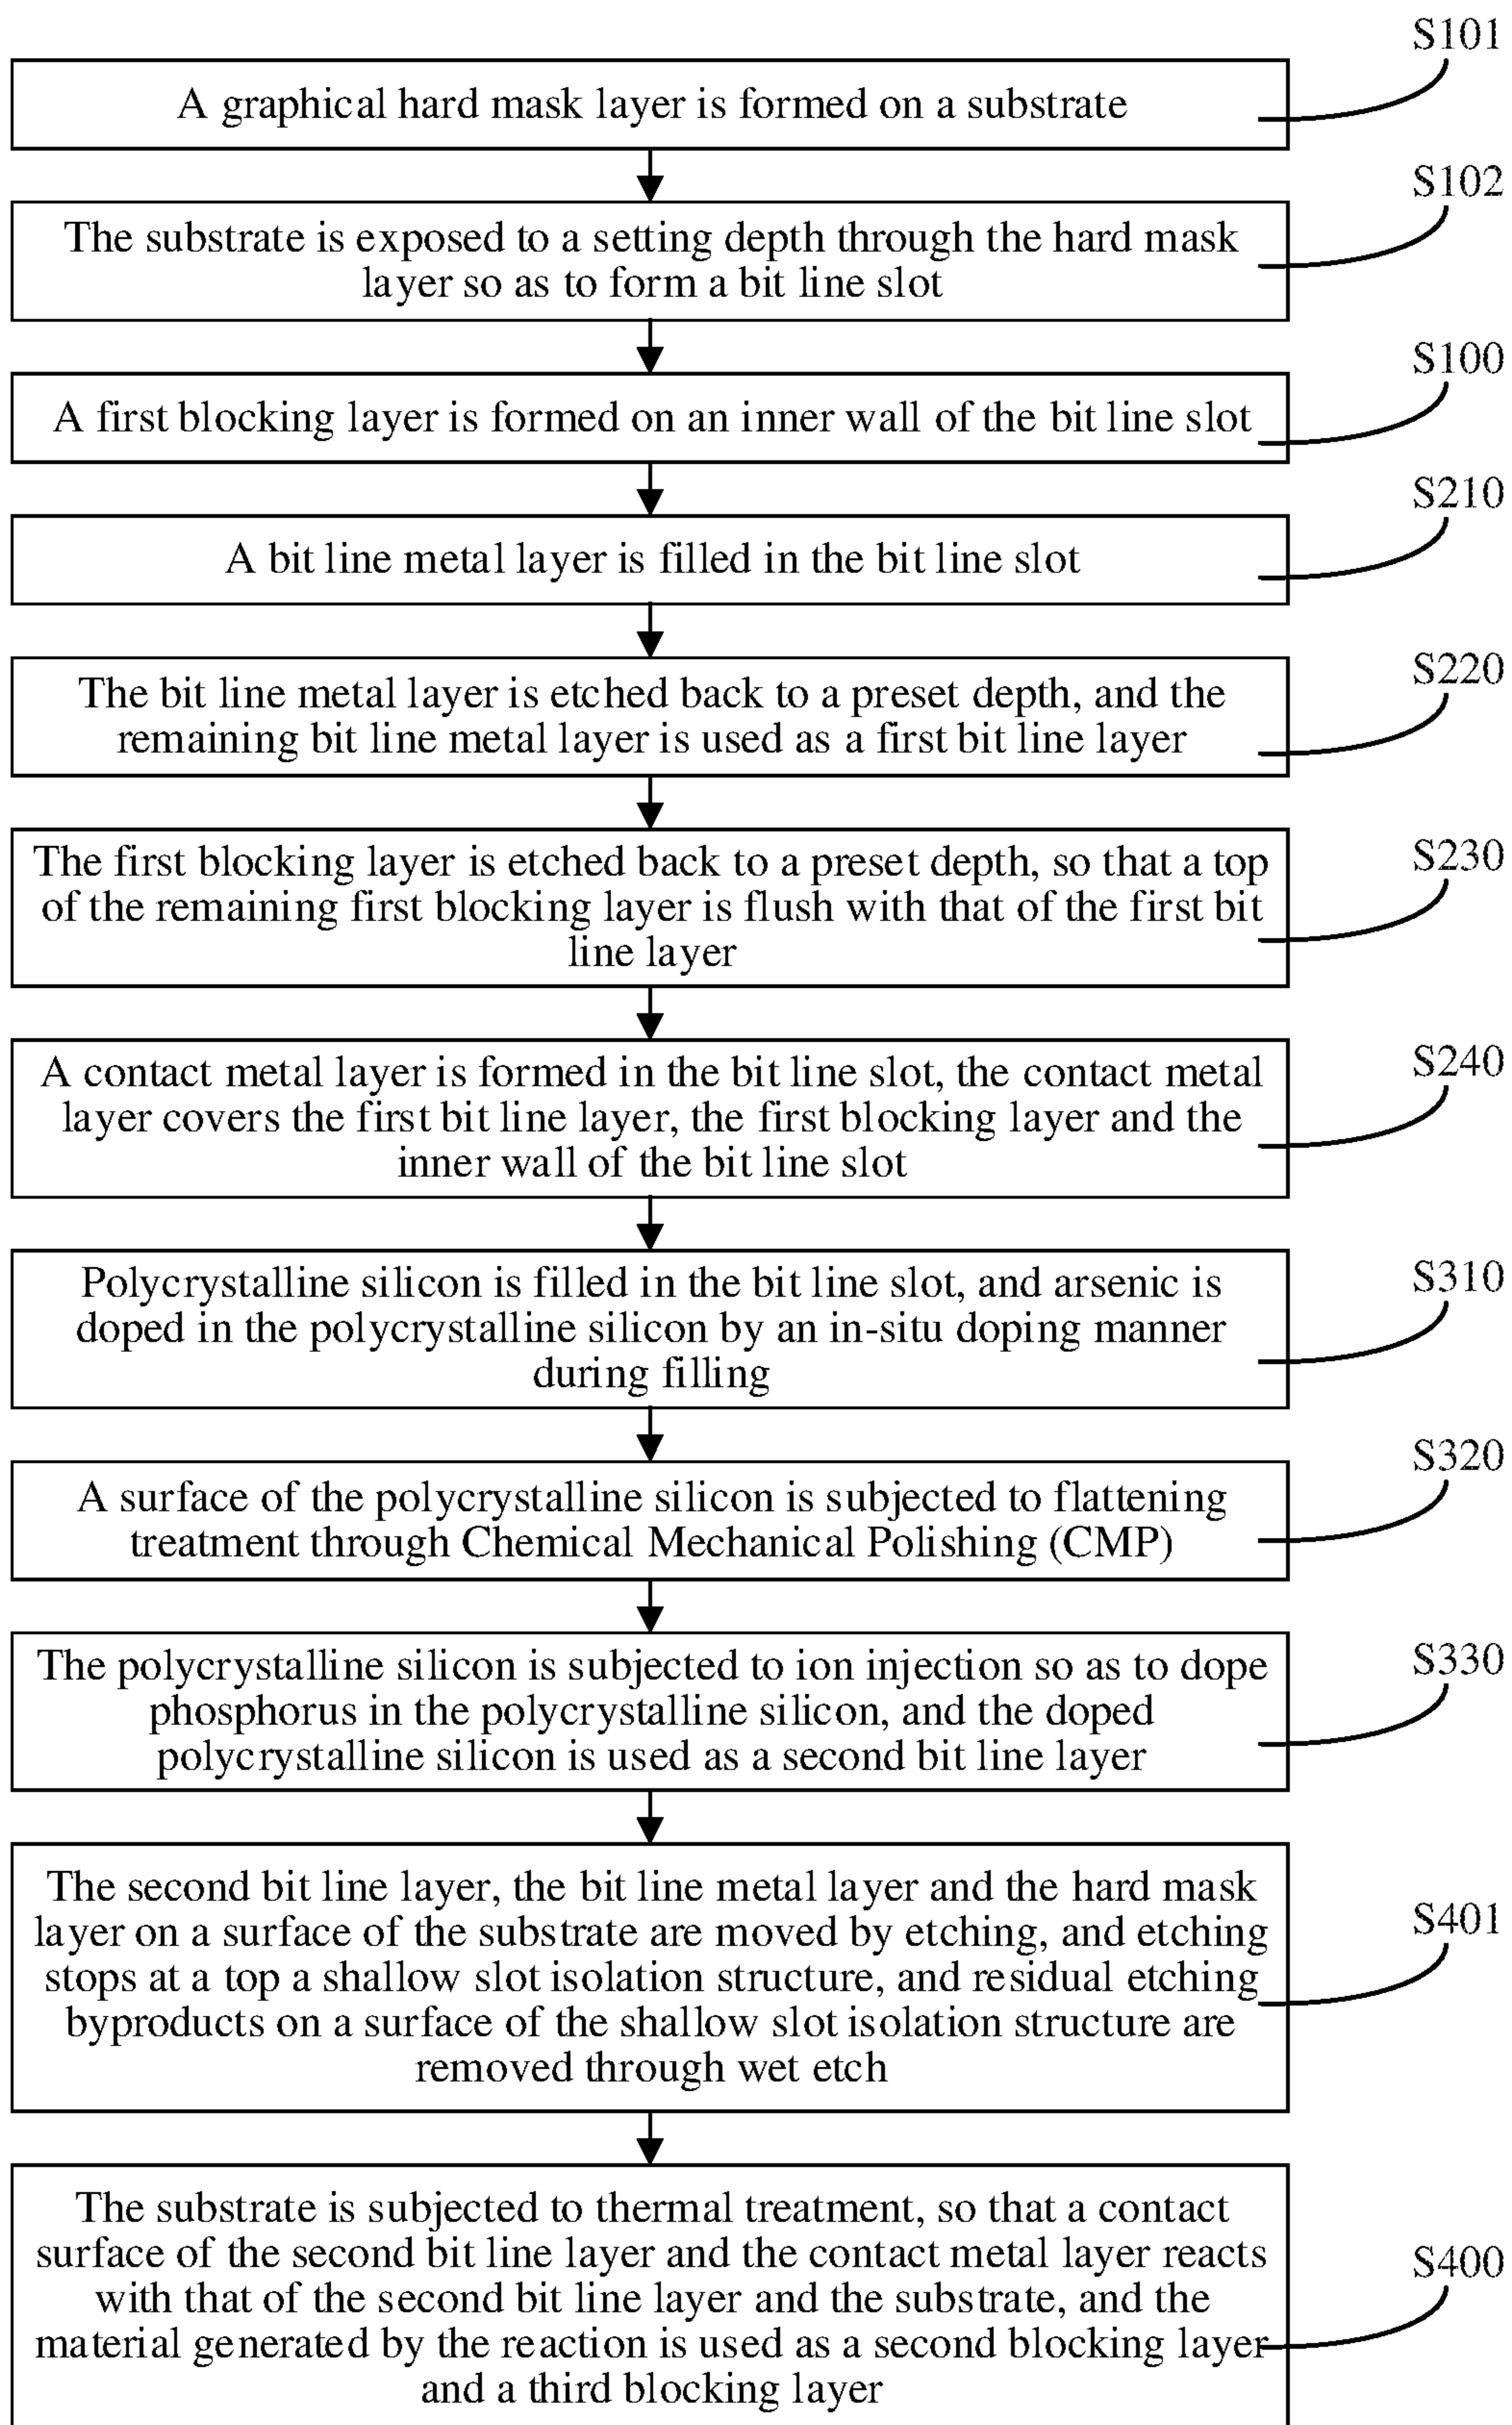 S101
A graphical hard mask layer is formed on a substrate
S102
The substrate is exposed to a setting depth through the hard mask
layer so as to form a bit line slot
S100
A first blocking layer is formed on an inner wall of the bit line slot
S210
A bit line metal layer is filled in the bit line slot
S220
The bit line metal layer is etched back to a preset depth, and the
remaining bit line metal layer is used as a first bit line layer
S230
The first blocking layer is etched back to a preset depth, so that a top
of the remaining first blocking layer is flush with that of the first bit
line layer
S240
A contact metal layer is formed in the bit line slot, the contact metal
layer covers the first bit line layer, the first blocking layer and the
inner wall of the bit line slot
S310
Polycrystalline silicon is filled in the bit line slot, and arsenic is
doped in the polycrystalline silicon by an in-situ doping manner
during filling
S320
A surface of the polycrystalline silicon is subjected to flattening
treatment through Chemical Mechanical Polishing (CMP)
S330
The polycrystalline silicon is subjected to ion injection so as to dope
phosphorus in the polycrystalline silicon, and the doped
polycrystalline silicon is used as a second bit line layer
S401
The second bit line layer, the bit line metal layer and the hard mask
layer on a surface of the substrate are moved by etching, and etching
stops at a top a shallow slot isolation structure, and residual etching
byproducts on a surface of the shallow slot isolation structure are
removed through wet etch
S400
The substrate is subjected to thermal treatment, so that a contact
surface of the second bit line layer and the contact metal layer reacts
with that of the second bit line layer and the substrate, and the
material generated by the reaction is used as a second blocking layer
and a third blocking layer